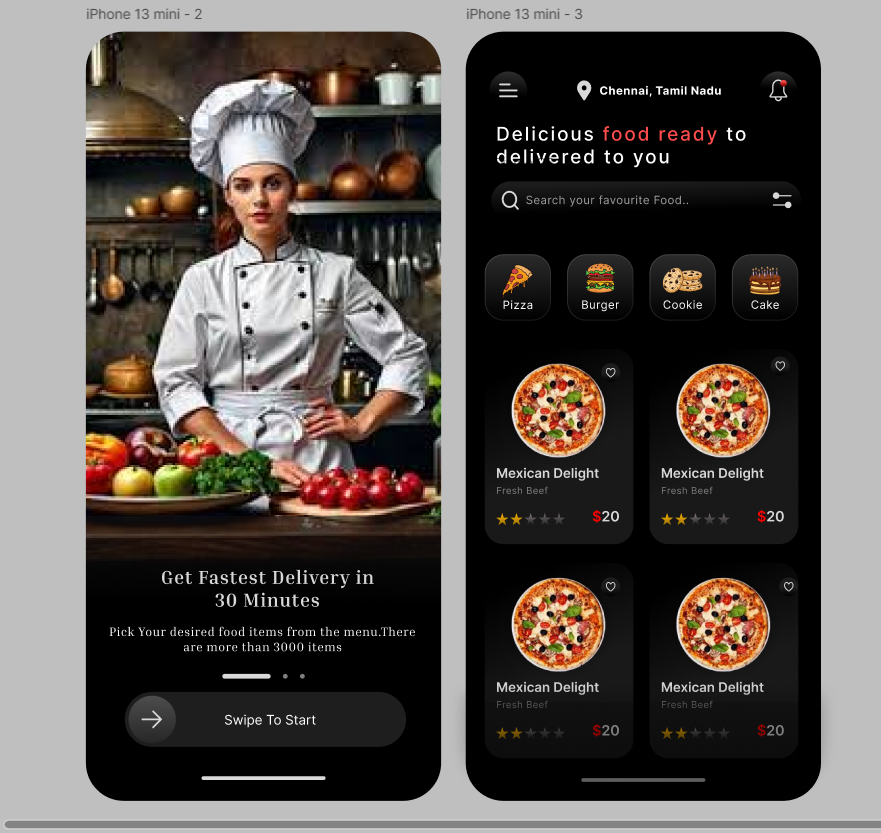 iPhone 13 mini - 2
Get Fastest Delivery in
30 Minutes
Pick Your desired food items from the menu.There
are more than 3000 items
Swipe To Start
iPhone 13 mini - 3
Chennai, Tamil Nadu
Delicious food ready to
delivered to you
Search your favourite Food..
Pizza
Burger
Cookie
Cake
Mexican Delight
Fresh Beef
$20
Mexican Delight
Fresh Beef
$20
Mexican Delight
Fresh Beef
$20
Mexican Delight
Fresh Beef
$20